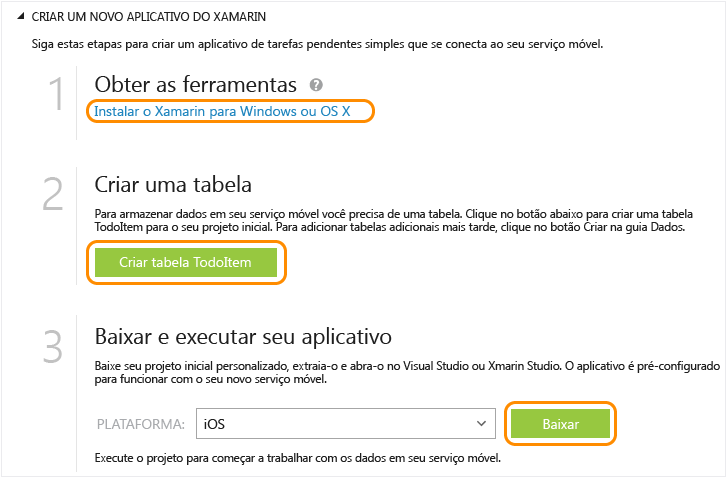 CRIAR UM NOVO APLICATIVO DO XAMARIN
Siga estas etapas para criar um aplicativo de tarefas pendentes simples que se conecta ao seu serviço móvel.
1
Obter as ferramentas ?
Instalar o Xamarin para Windows ou OS X
2
Criar uma tabela
Para armazenar dados em seu serviço móvel você precisa de uma tabela. Clique no botão abaixo para criar uma tabela
TodoItem para o seu projeto inicial. Para adicionar tabelas adicionais mais tarde, clique no botão Criar na guia Dados.
Criar tabela TodoItem
3
Baixar e executar seu aplicativo
Baixe seu projeto inicial personalizado, extraia-o e abra-o no Visual Studio ou Xmarin Studio. O aplicativo é pré-configurado
para funcionar com o seu novo serviço móvel.
PLATAFORMA: iOS Baixar
Execute o projeto para começar a trabalhar com os dados em seu serviço móvel.